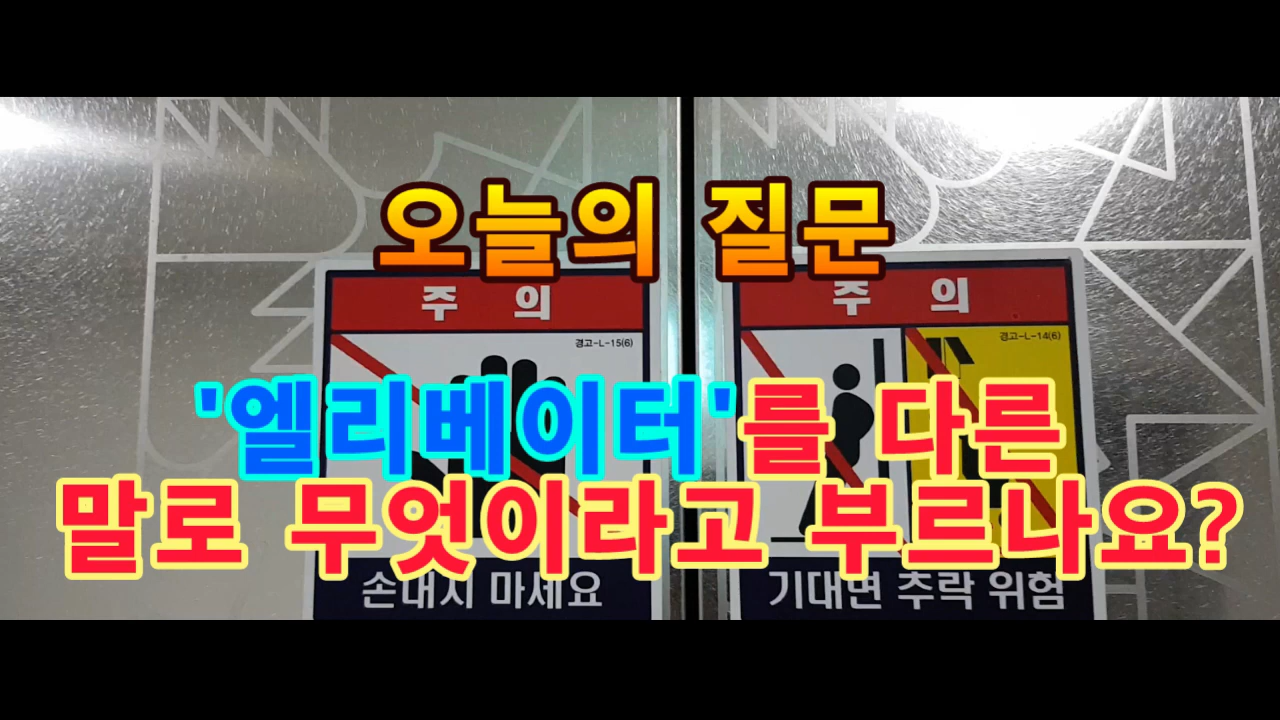 오늘의 질문
주 의
주 의
경고-L-15(6)
경고-L-14(6)
'엘리베이터'를 다른
말로 무엇이라고 부르나요?
손대지 마세요
기대면 추락 위험